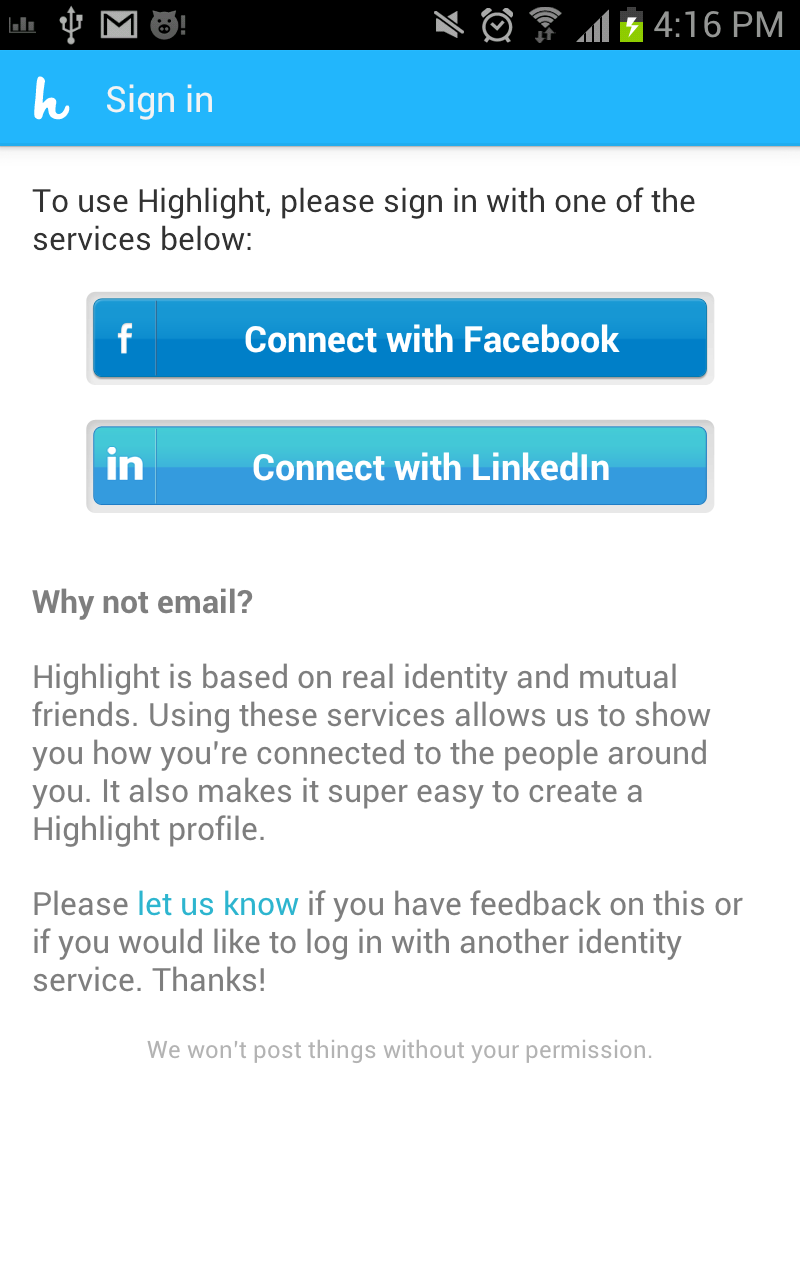 4:16 PM
h Sign in
To use Highlight, please sign in with one of the
services below:
f Connect with Facebook
in Connect with LinkedIn
Why not email?
Highlight is based on real identity and mutual
friends. Using these services allows us to show
you how you're connected to the people around
you. It also makes it super easy to create a
Highlight profile.
Please let us know if you have feedback on this or
if you would like to log in with another identity
service. Thanks!
We won't post things without your permission.